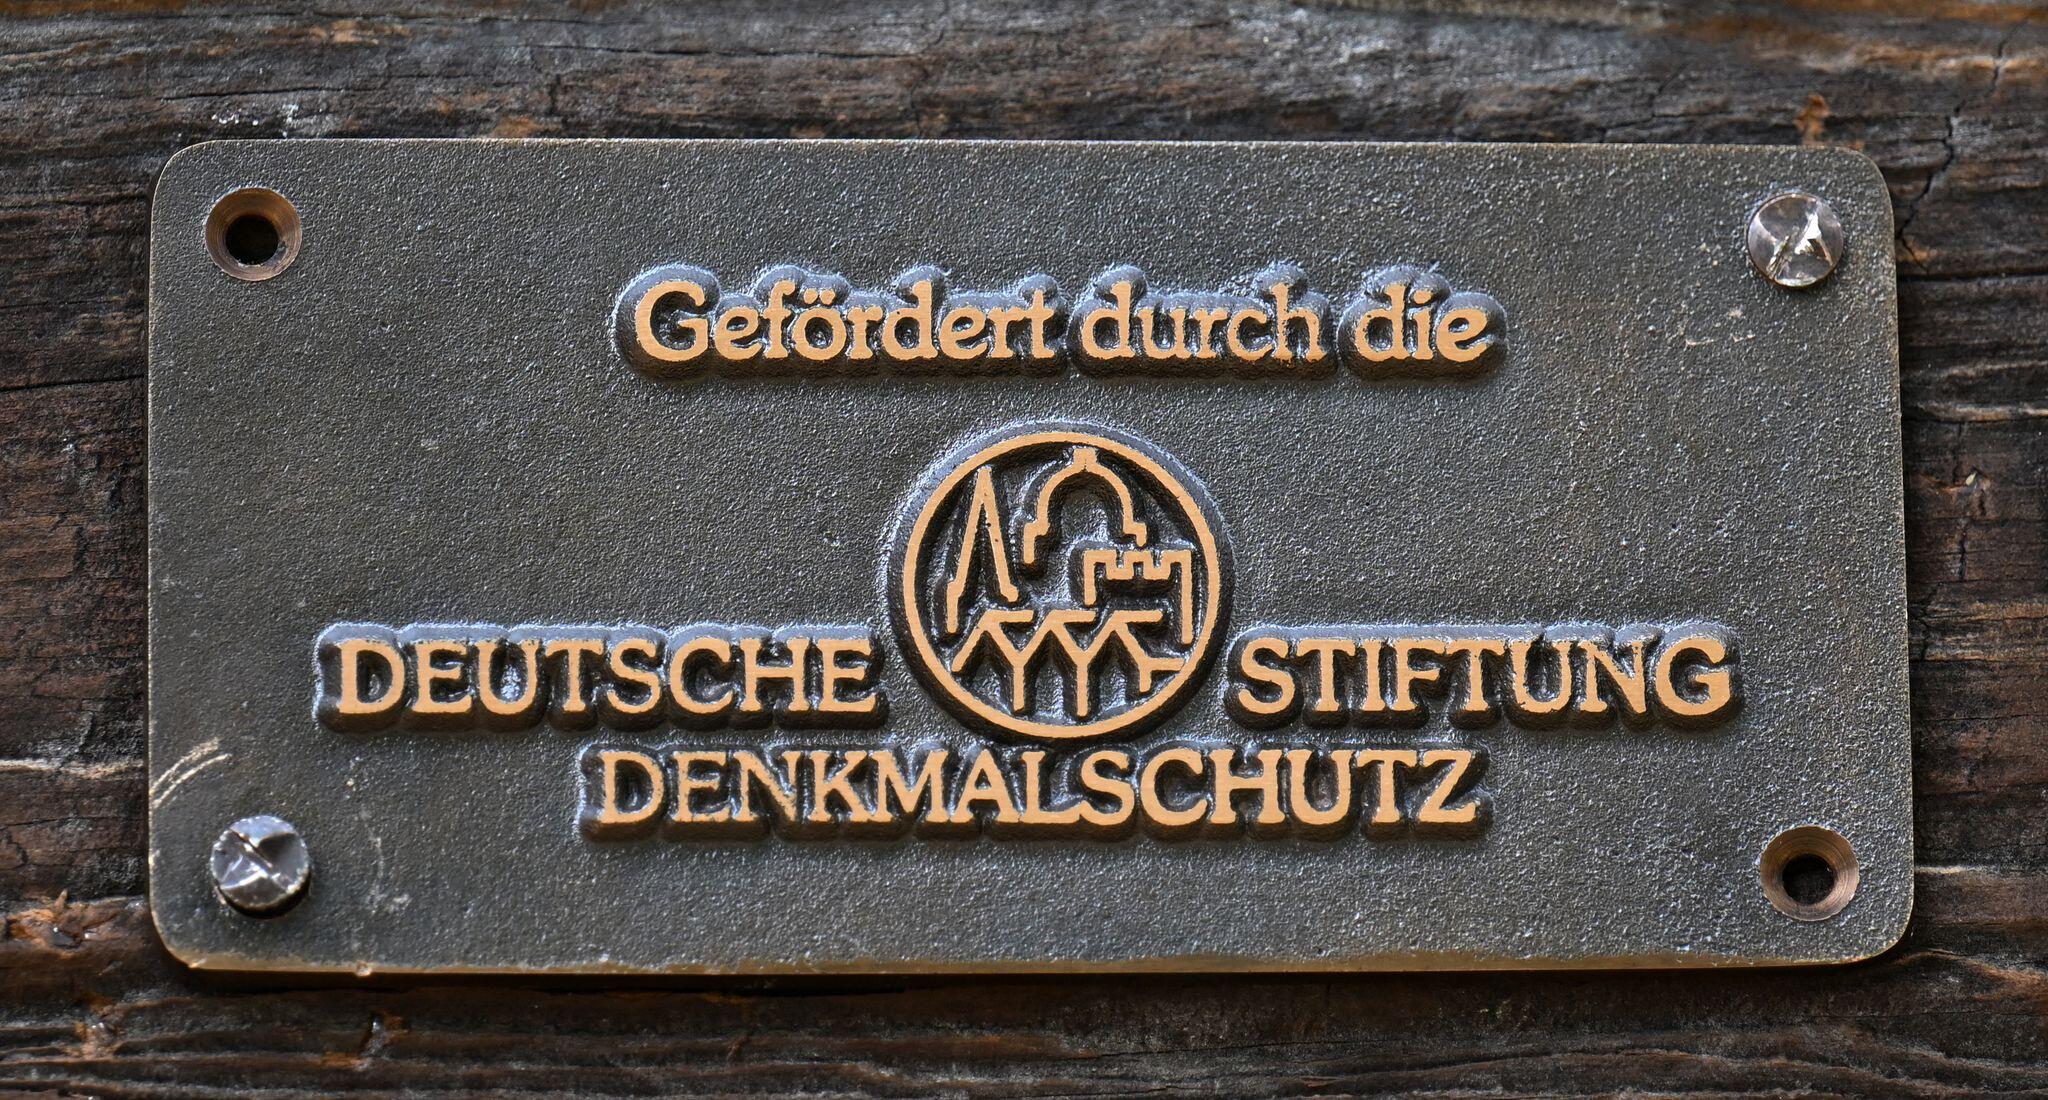 Gefördert durch die
DEUTSCHE STIFTUNG
DENKMALSCHUTZ